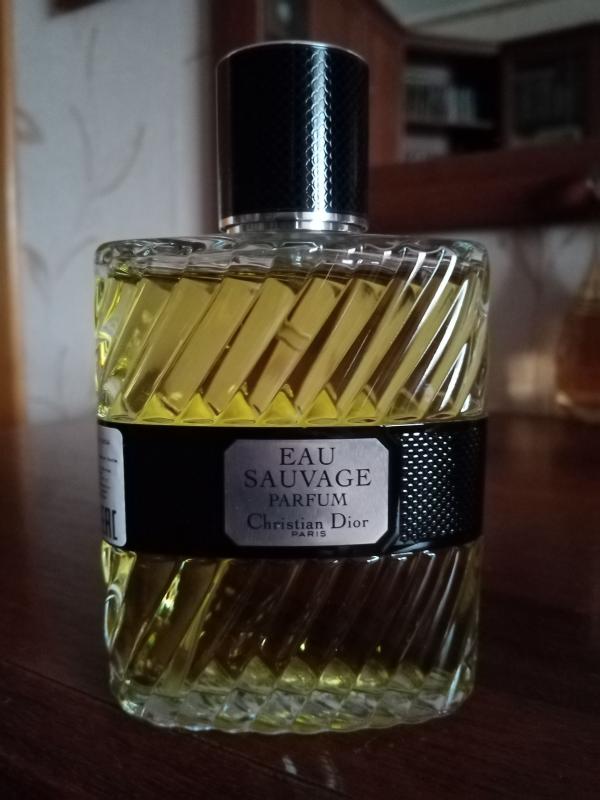 EAU
SAUVAGE
PARFUM
Christian Dior
PARIS